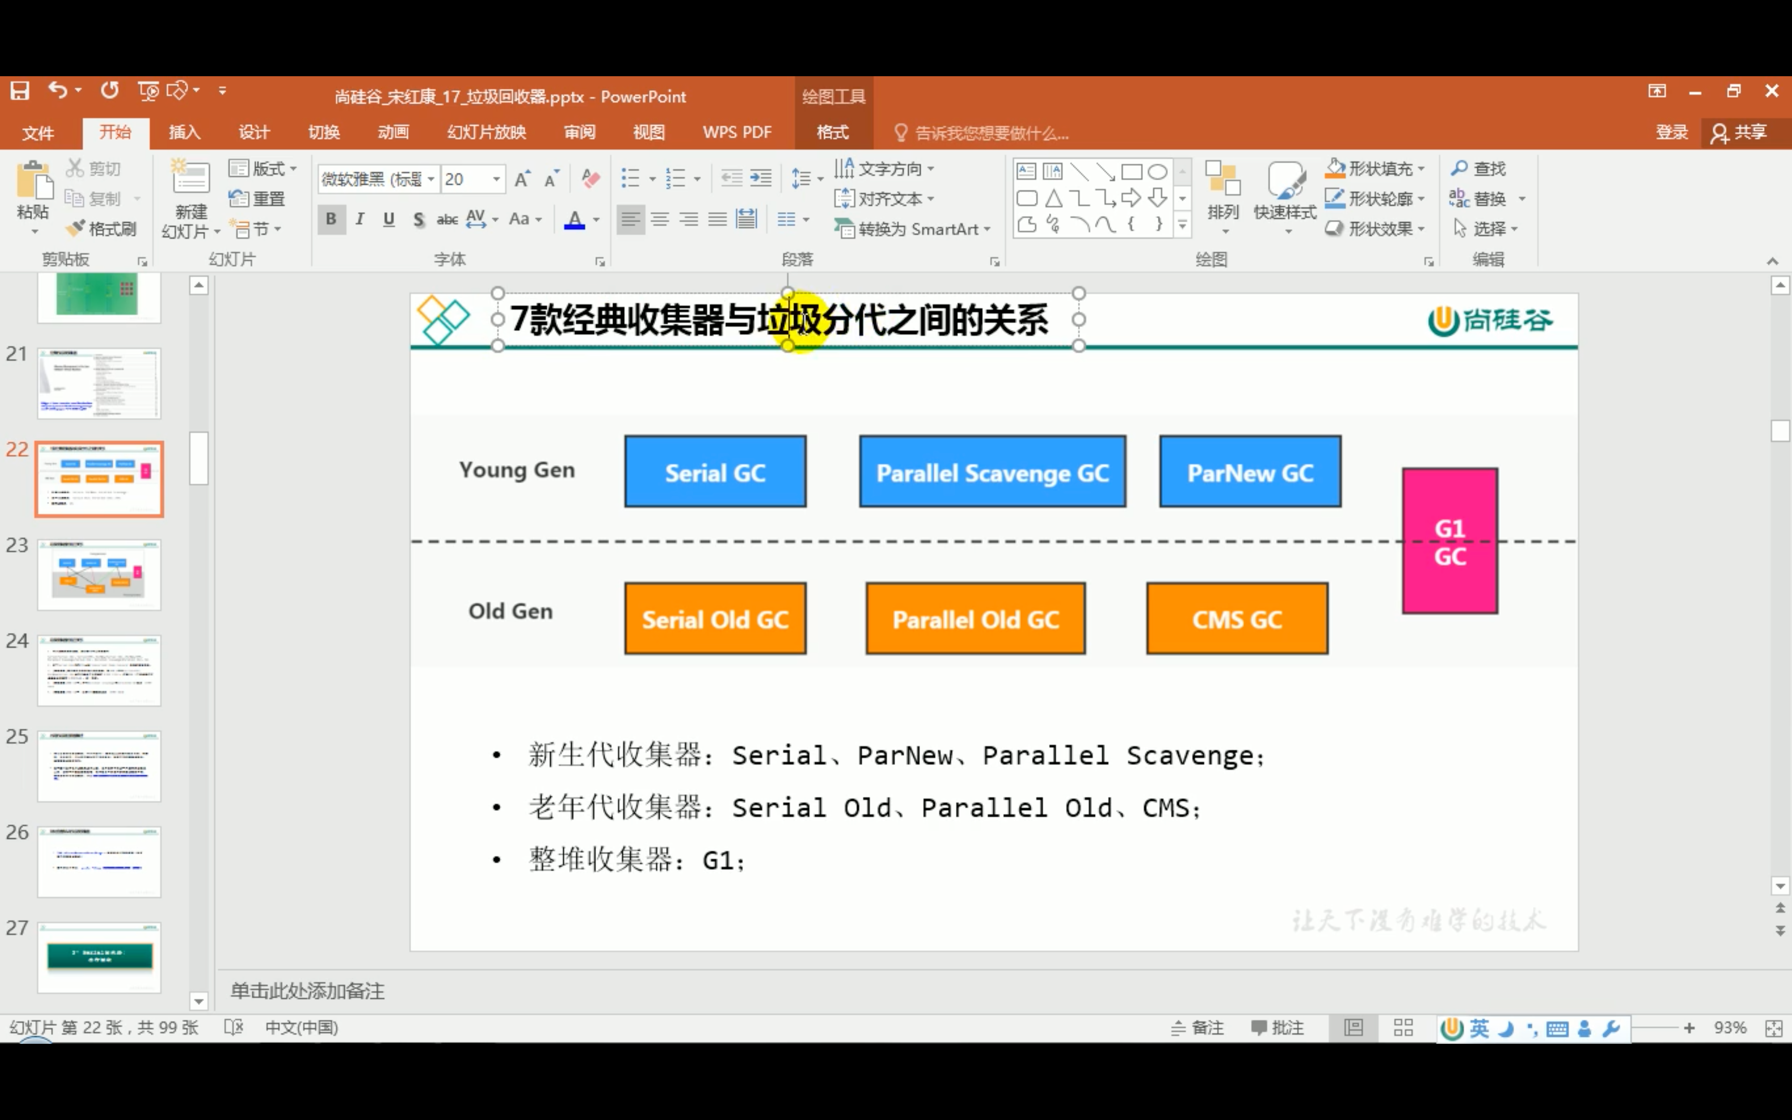 尚硅谷_宋红康_17_垃圾回收器.pptx - PowerPoint
绘图工具
文件 开始 插入 设计 切换 动画 幻灯片放映 审阅 视图 WPS PDF 格式 告诉我您想要做什么... 登录 共享
粘贴 剪切 复制 格式刷
新建幻灯片 版式 重置 节
微软雅黑 (标题 20
B I U S abc AV Aa A
文字方向 对齐文本 转换为 SmartArt
排列 快速样式 形状填充 形状轮廓 形状效果
查找 替换 选择
剪贴板 幻灯片 字体 段落 绘图 编辑
21
22
23
24
25
26
27
7款经典收集器与垃圾分代之间的关系
尚硅谷
Young Gen
Serial GC
Parallel Scavenge GC
ParNew GC
G1 GC
Old Gen
Serial Old GC
Parallel Old GC
CMS GC
• 新生代收集器：Serial、ParNew、Parallel Scavenge；
• 老年代收集器：Serial Old、Parallel Old、CMS；
• 整堆收集器：G1；
让天下没有难学的技术
单击此处添加备注
幻灯片 第 22 张，共 99 张 中文(中国) 备注 批注 英 93%